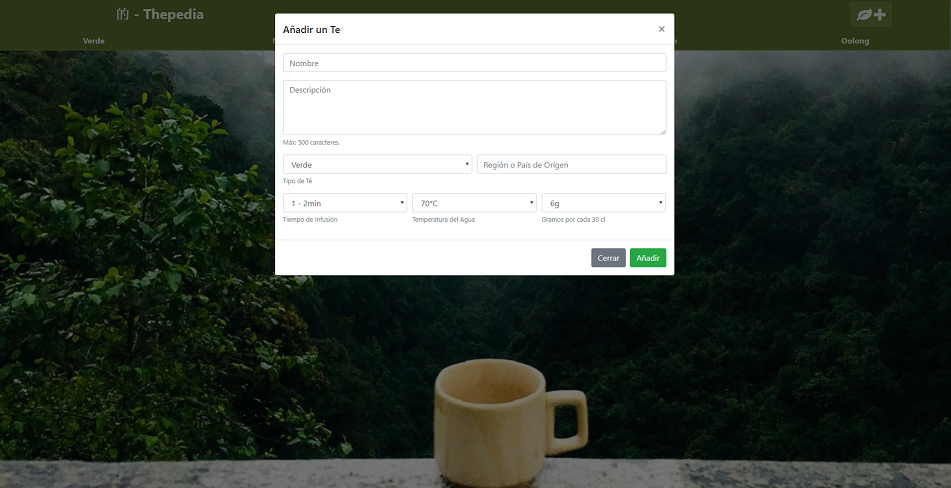 的 - Thepedia
Verde
Oolong
Añadir un Te ×
Nombre
Descripción
Máx: 500 caracteres.
Verde
Región o País de Orígen
Tipo de Té
1 - 2min
70°C
6g
Tiempo de Infusión
Temperatura del Agua
Gramos por cada 30 cl
Cerrar
Añadir